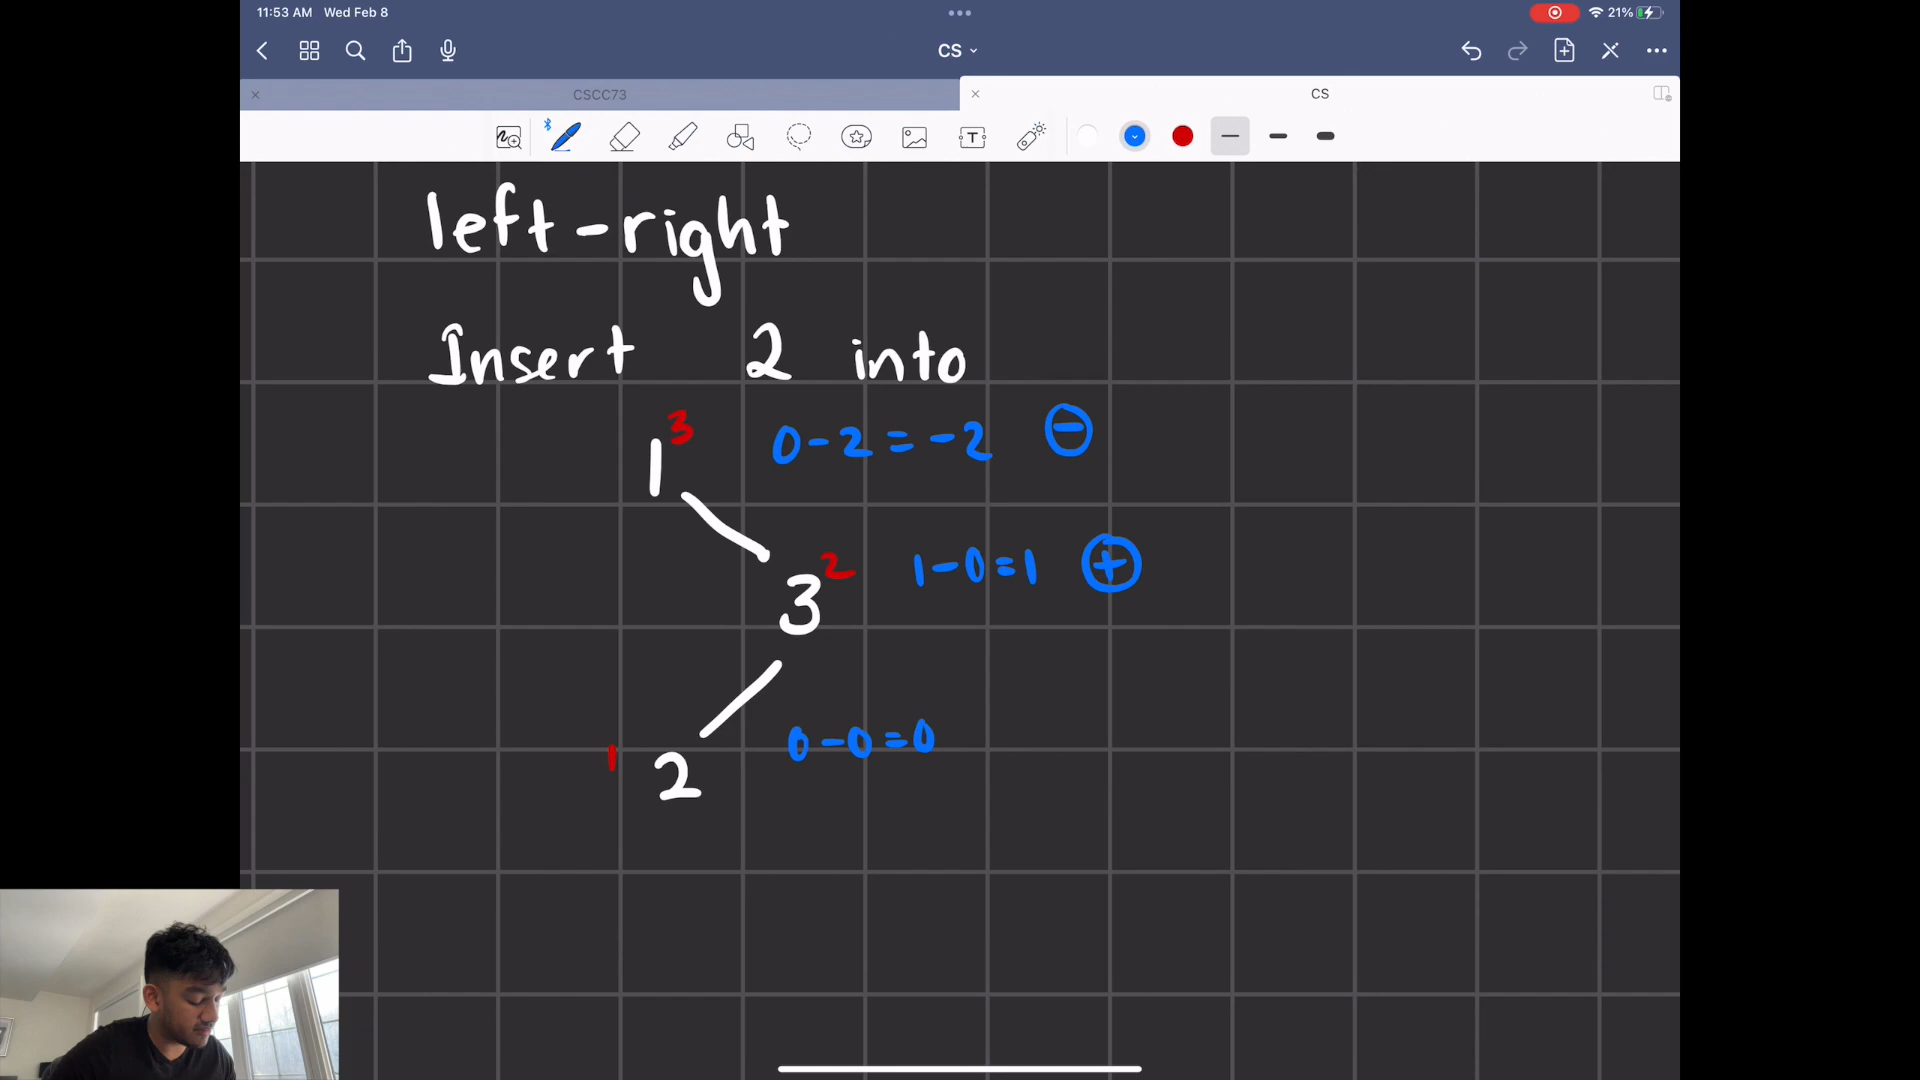 11:53 AM Wed Feb 8
21%
CS
CSCC73
CS
T
left-right
Insert 2 into
1 3 0-2=-2 −
3 2 1-0=1 +
1 2 0-0=0